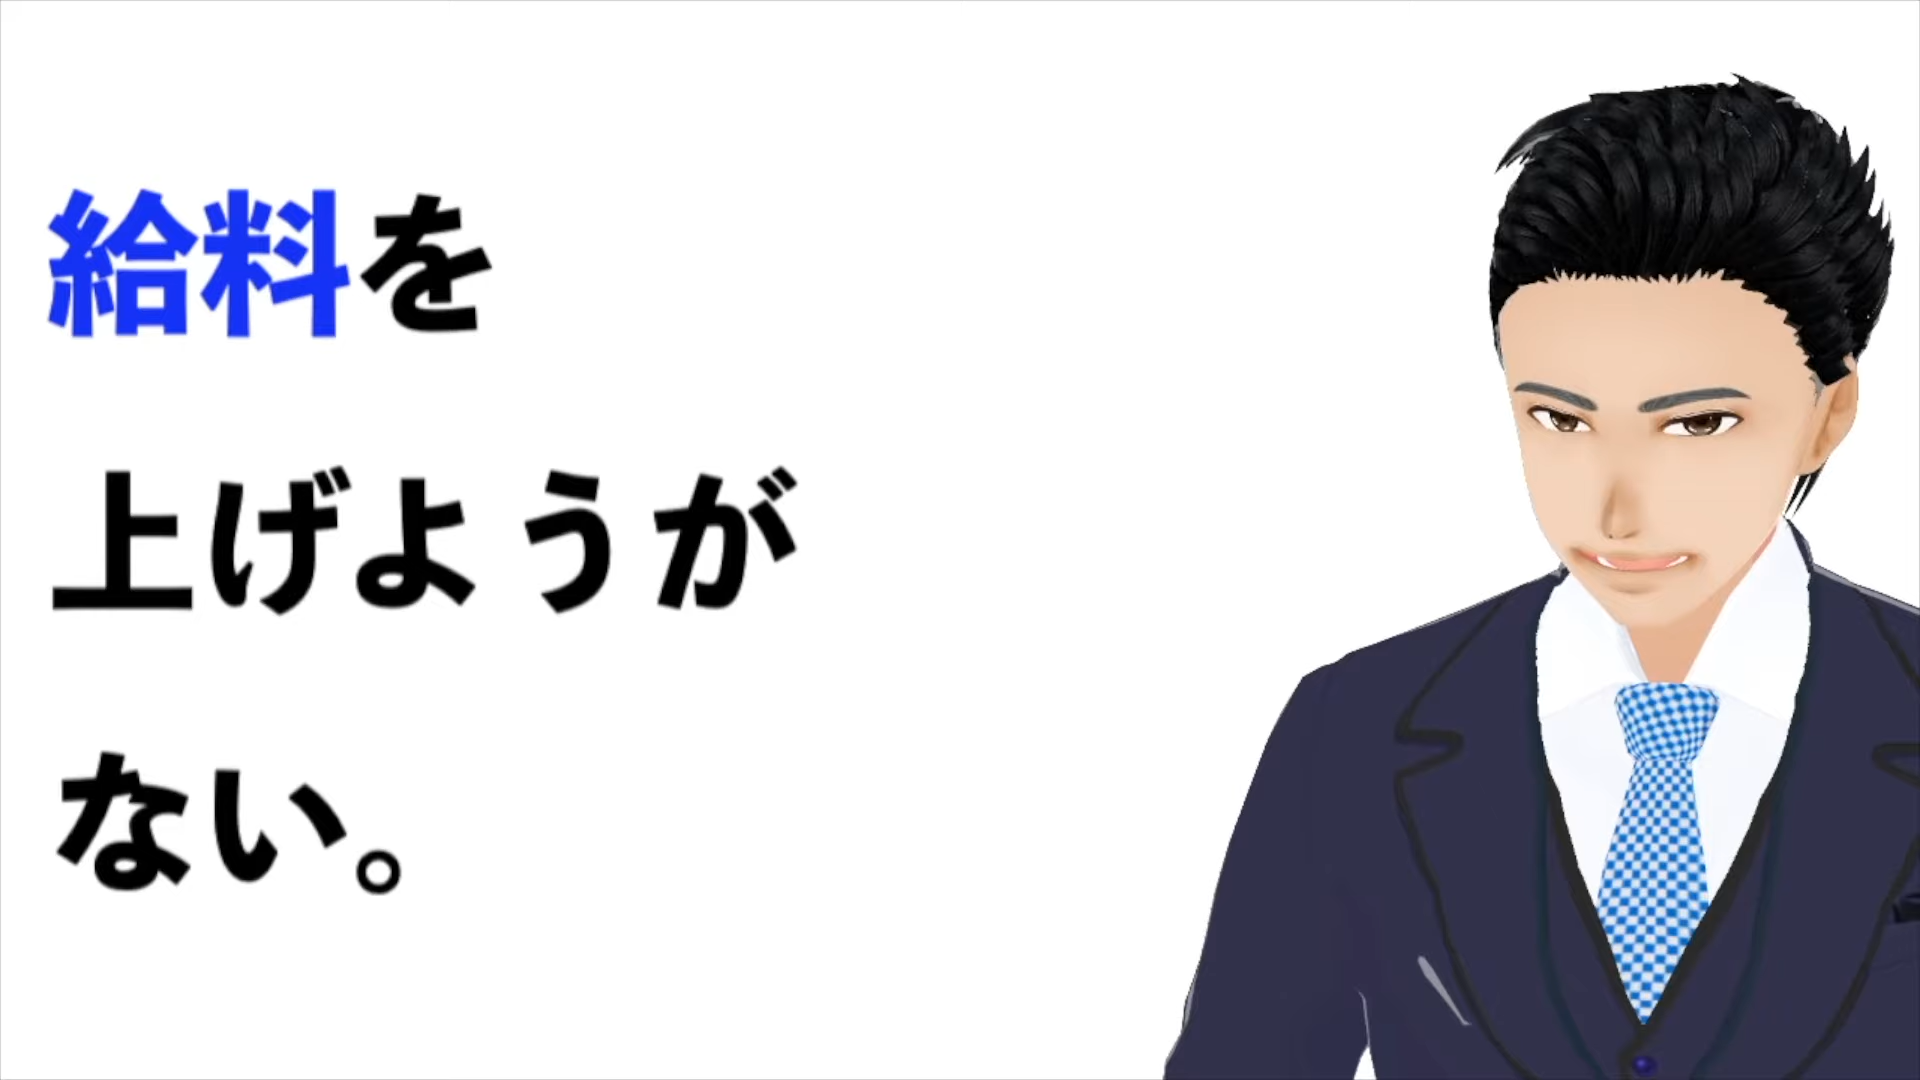 給料を
上げようが
ない。